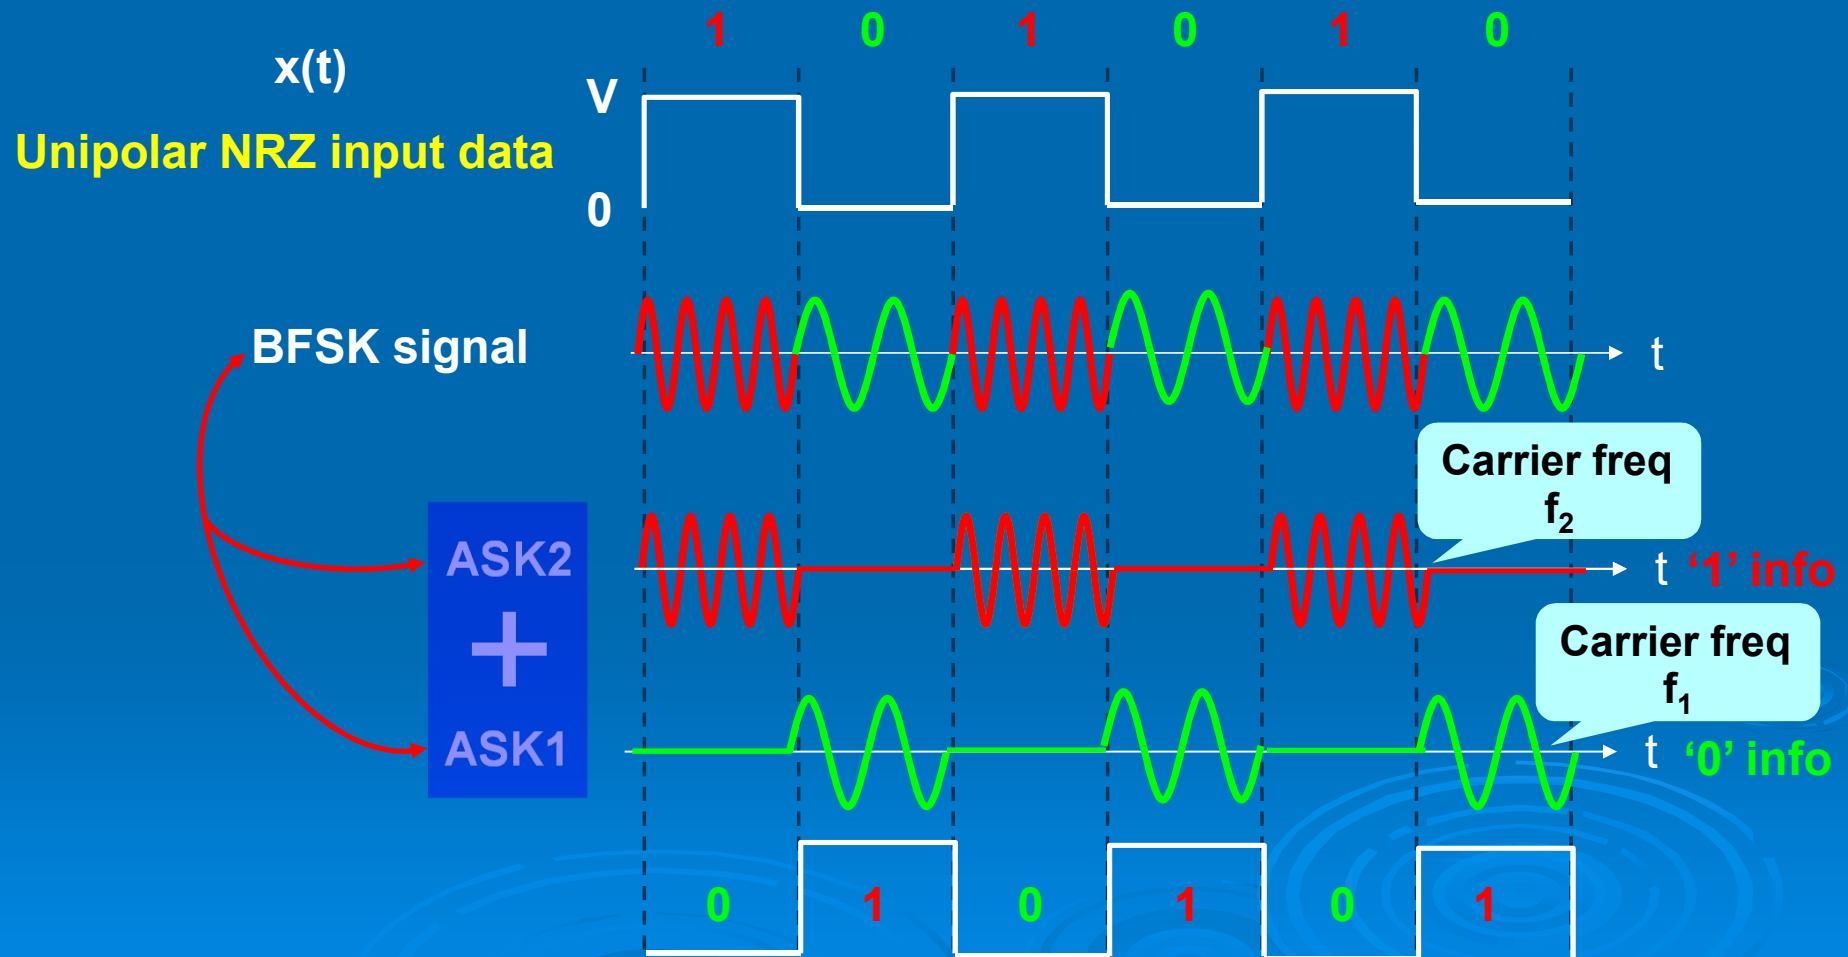 1 0 1 0 1 0
x(t)
V
Unipolar NRZ input data
0
BFSK signal
t
Carrier freq
f₂
ASK2
t '1' info
+
Carrier freq
f₁
ASK1
t '0' info
0 1 0 1 0 1